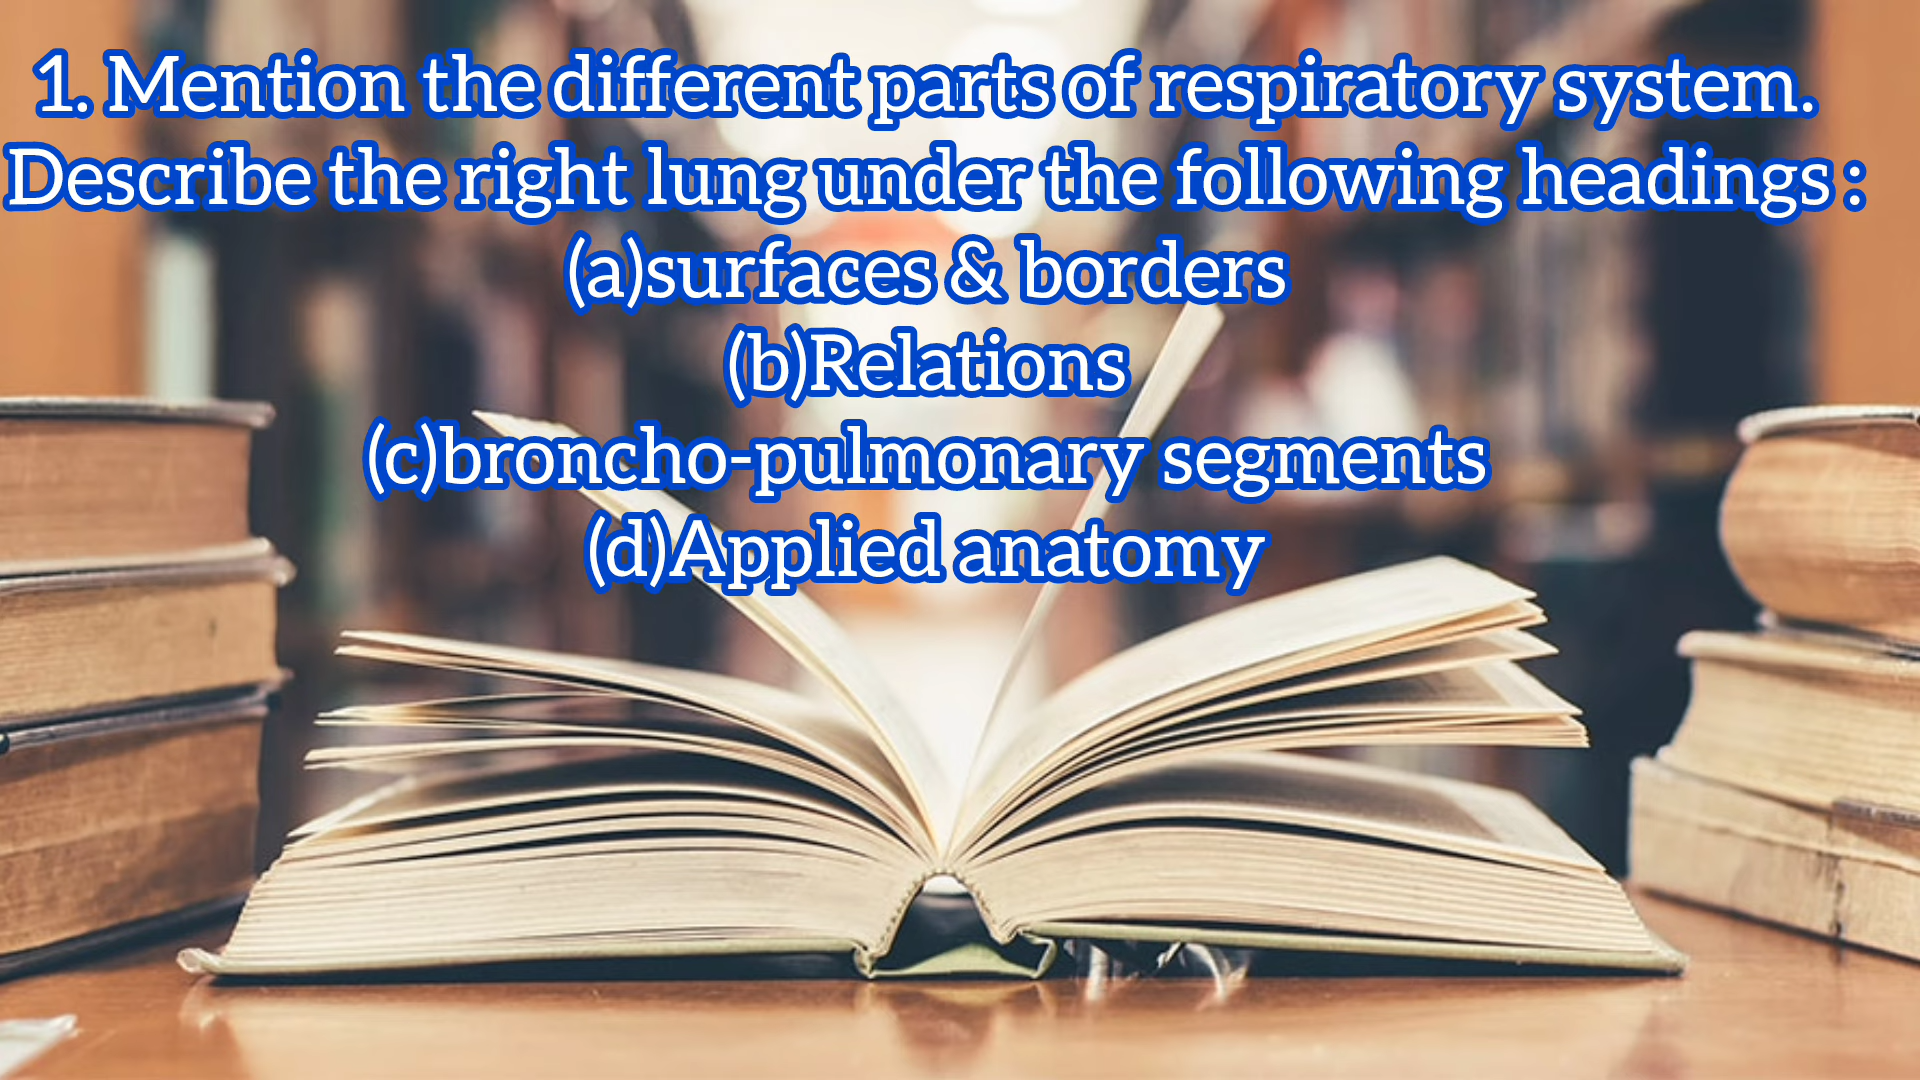 1. Mention the different parts of respiratory system.
Describe the right lung under the following headings :
(a)surfaces & borders
(b)Relations
(c)broncho-pulmonary segments
(d)Applied anatomy